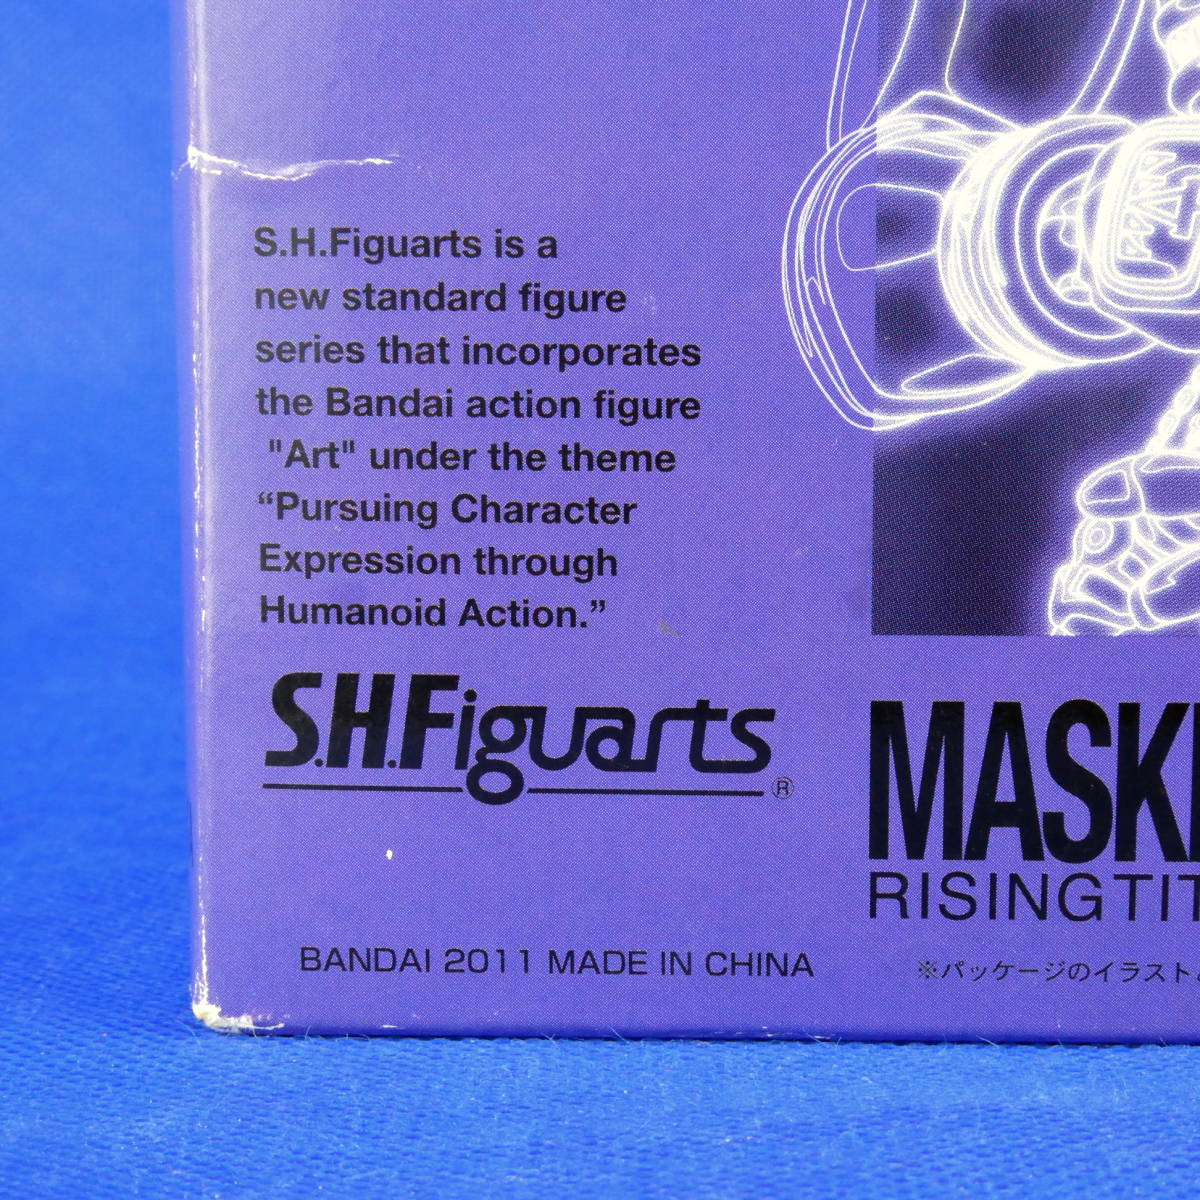 S.H.Figuarts is a
new standard figure
series that incorporates
the Bandai action figure
"Art" under the theme
“Pursuing Character
Expression through
Humanoid Action.”
S.H.Figuarts®
BANDAI 2011 MADE IN CHINA
MASK
RISING TIT
※パッケージのイラスト